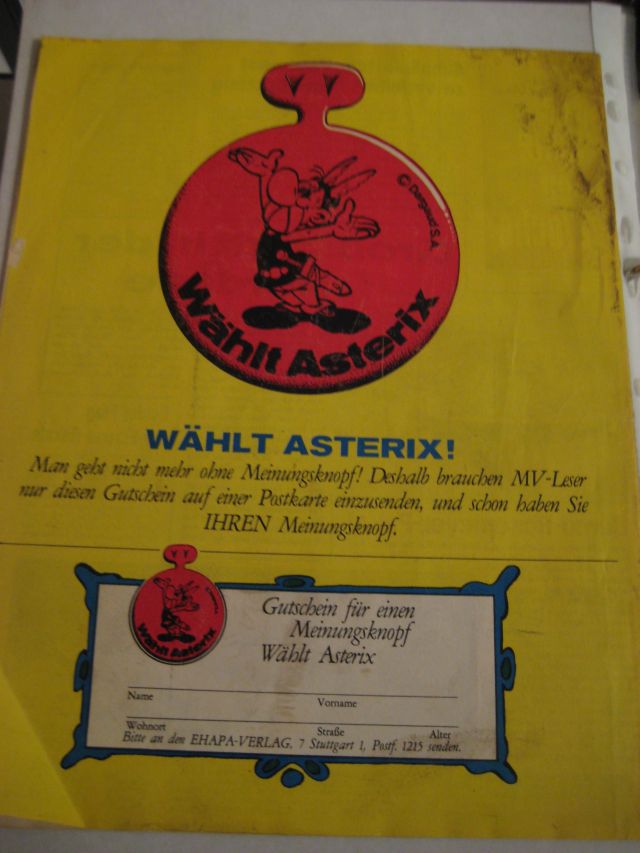 © Dargaud S.A.
Wählt Asterix
WÄHLT ASTERIX!
Man geht nicht mehr ohne Meinungsknopf! Deshalb brauchen MV-Leser
nur diesen Gutschein auf einer Postkarte einzusenden, und schon haben Sie
IHREN Meinungsknopf.
Wählt Asterix
Gutschein für einen
Meinungsknopf
Wählt Asterix
Name
Vorname
Wohnort
Straße
Alter
Bitte an den EHAPA-VERLAG, 7 Stuttgart 1, Postf. 1215 senden.